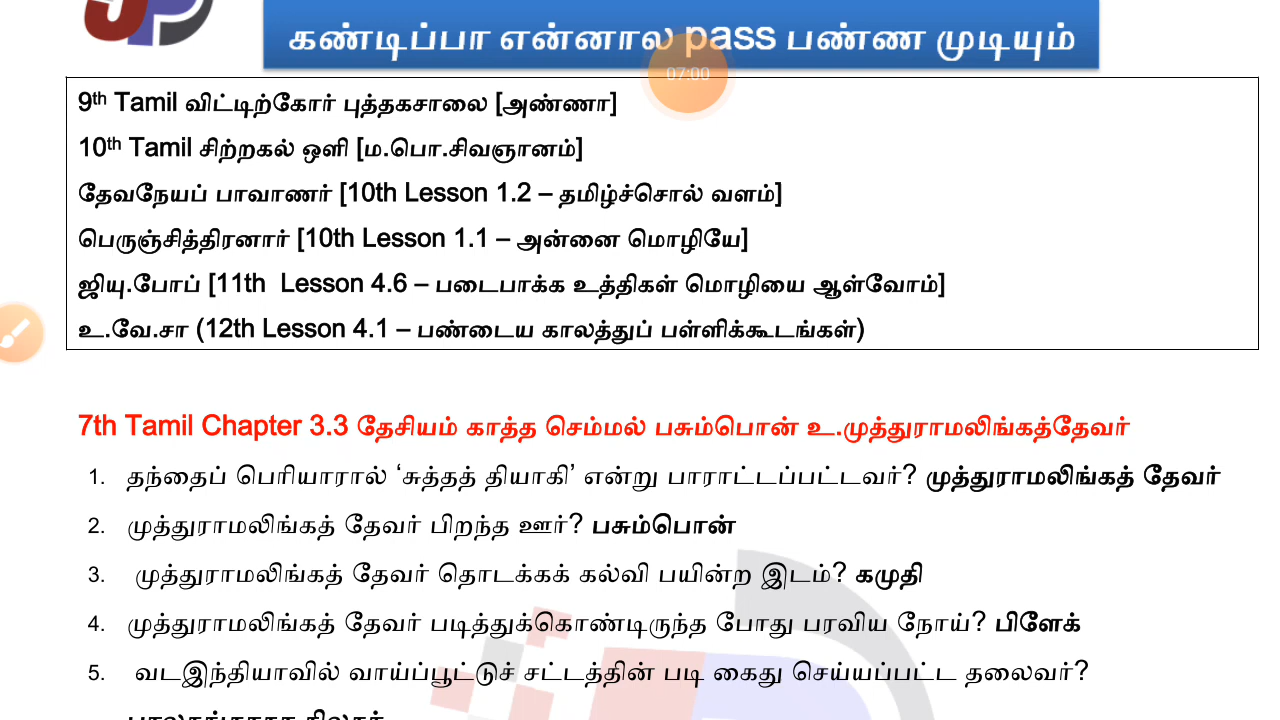 கண்டிப்பா என்னால pass பண்ண முடியும்
07:00
9th Tamil விட்டிற்கோர் புத்தகசாலை [அண்ணா]
10th Tamil சிற்றகல் ஒளி [ம.பொ.சிவஞானம்]
தேவநேயப் பாவாணர் [10th Lesson 1.2 – தமிழ்ச்சொல் வளம்]
பெருஞ்சித்திரனார் [10th Lesson 1.1 – அன்னை மொழியே]
ஜியு.போப் [11th Lesson 4.6 – படைபாக்க உத்திகள் மொழியை ஆள்வோம்]
உ.வே.சா (12th Lesson 4.1 – பண்டைய காலத்துப் பள்ளிக்கூடங்கள்)
7th Tamil Chapter 3.3 தேசியம் காத்த செம்மல் பசும்பொன் உ.முத்துராமலிங்கத்தேவர்
1. தந்தைப் பெரியாரால் ‘சுத்தத் தியாகி’ என்று பாராட்டப்பட்டவர்? முத்துராமலிங்கத் தேவர்
2. முத்துராமலிங்கத் தேவர் பிறந்த ஊர்? பசும்பொன்
3. முத்துராமலிங்கத் தேவர் தொடக்கக் கல்வி பயின்ற இடம்? கமுதி
4. முத்துராமலிங்கத் தேவர் படித்துக்கொண்டிருந்த போது பரவிய நோய்? பிளேக்
5. வடஇந்தியாவில் வாய்ப்பூட்டுச் சட்டத்தின் படி கைது செய்யப்பட்ட தலைவர்?